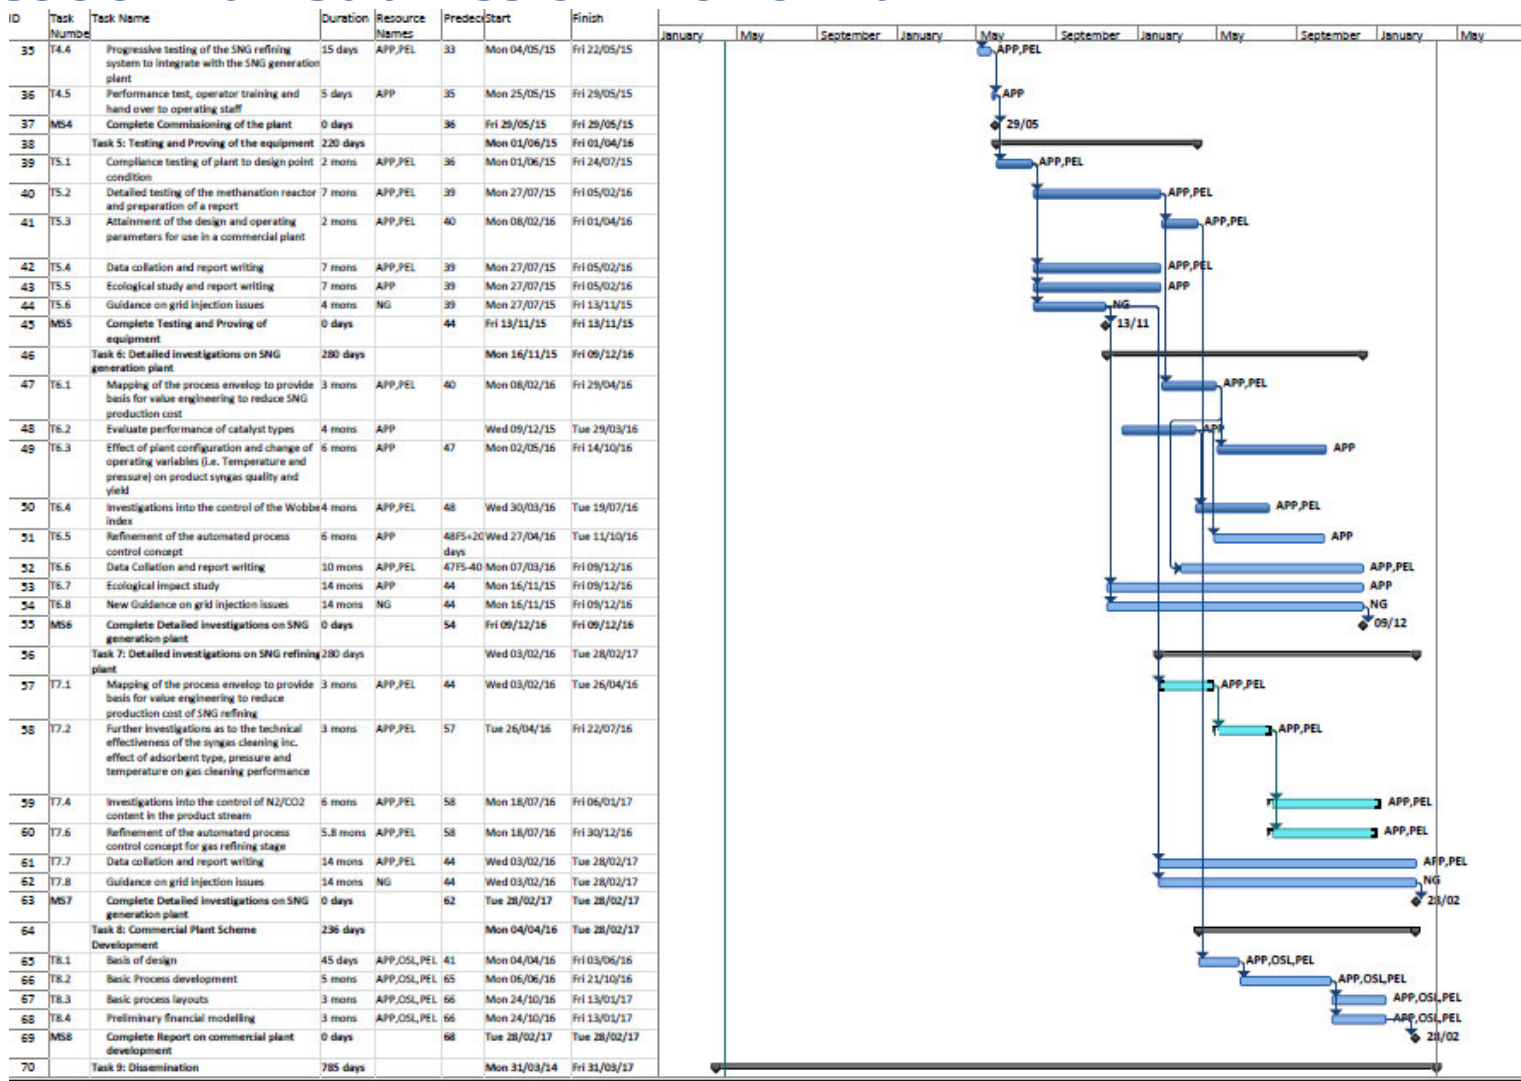 ID Task Number Task Name Duration Resource Names Predec Start Finish
January May September January May September January May September January May
35 T4.4 Progressive testing of the SNG refining 15 days APP,PEL 33 Mon 04/05/15 Fri 22/05/15 APP,PEL
system to integrate with the SNG generation
plant
36 T4.5 Performance test, operator training and 5 days APP 35 Mon 25/05/15 Fri 29/05/15 APP
hand over to operating staff
37 MS4 Complete Commissioning of the plant 0 days 36 Fri 29/05/15 Fri 29/05/15 29/05
38 Task 5: Testing and Proving of the equipment 220 days Mon 01/06/15 Fri 01/04/16
39 T5.1 Compliance testing of plant to design point 2 mons APP,PEL 36 Mon 01/06/15 Fri 24/07/15 APP,PEL
condition
40 T5.2 Detailed testing of the methanation reactor 7 mons APP,PEL 39 Mon 27/07/15 Fri 05/02/16 APP,PEL
and preparation of a report
41 T5.3 Attainment of the design and operating 2 mons APP,PEL 40 Mon 08/02/16 Fri 01/04/16 APP,PEL
parameters for use in a commercial plant
42 T5.4 Data collation and report writing 7 mons APP,PEL 39 Mon 27/07/15 Fri 05/02/16 APP,PEL
43 T5.5 Ecological study and report writing 7 mons APP 39 Mon 27/07/15 Fri 05/02/16 APP
44 T5.6 Guidance on grid injection issues 4 mons NG 39 Mon 27/07/15 Fri 13/11/15 NG
45 MS5 Complete Testing and Proving of 0 days 44 Fri 13/11/15 Fri 13/11/15 13/11
equipment
46 Task 6: Detailed investigations on SNG 280 days Mon 16/11/15 Fri 09/12/16
generation plant
47 T6.1 Mapping of the process envelop to provide 3 mons APP,PEL 40 Mon 08/02/16 Fri 29/04/16 APP,PEL
basis for value engineering to reduce SNG
production cost
48 T6.2 Evaluate performance of catalyst types 4 mons APP Wed 09/12/15 Tue 29/03/16 APP
49 T6.3 Effect of plant configuration and change of 6 mons APP 47 Mon 02/05/16 Fri 14/10/16 APP
operating variables (i.e. Temperature and
pressure) on product syngas quality and
yield
50 T6.4 Investigations into the control of the Wobbe 4 mons APP,PEL 48 Wed 30/03/16 Tue 19/07/16 APP,PEL
index
51 T6.5 Refinement of the automated process 6 mons APP 48FS+20 Wed 27/04/16 Tue 11/10/16 APP
control concept days
52 T6.6 Data Collation and report writing 10 mons APP,PEL 47FS-40 Mon 07/03/16 Fri 09/12/16 APP,PEL
53 T6.7 Ecological impact study 14 mons APP 44 Mon 16/11/15 Fri 09/12/16 APP
54 T6.8 New Guidance on grid injection issues 14 mons NG 44 Mon 16/11/15 Fri 09/12/16 NG
55 MS6 Complete Detailed investigations on SNG 0 days 54 Fri 09/12/16 Fri 09/12/16 09/12
generation plant
56 Task 7: Detailed investigations on SNG refining 280 days Wed 03/02/16 Tue 28/02/17
plant
57 T7.1 Mapping of the process envelop to provide 3 mons APP,PEL 44 Wed 03/02/16 Tue 26/04/16 APP,PEL
basis for value engineering to reduce
production cost of SNG refining
58 T7.2 Further investigations as to the technical 3 mons APP,PEL 57 Tue 26/04/16 Fri 22/07/16 APP,PEL
effectiveness of the syngas cleaning inc.
effect of adsorbent type, pressure and
temperature on gas cleaning performance
59 T7.4 Investigations into the control of N2/CO2 6 mons APP,PEL 58 Mon 18/07/16 Fri 06/01/17 APP,PEL
content in the product stream
60 T7.6 Refinement of the automated process 5.8 mons APP,PEL 58 Mon 18/07/16 Fri 30/12/16 APP,PEL
control concept for gas refining stage
61 T7.7 Data collation and report writing 14 mons APP,PEL 44 Wed 03/02/16 Tue 28/02/17 APP,PEL
62 T7.8 Guidance on grid injection issues 14 mons NG 44 Wed 03/02/16 Tue 28/02/17 NG
63 MS7 Complete Detailed investigations on SNG 0 days 62 Tue 28/02/17 Tue 28/02/17 28/02
generation plant
64 Task 8: Commercial Plant Scheme 236 days Mon 04/04/16 Tue 28/02/17
Development
65 T8.1 Basis of design 45 days APP,OSL,PEL 41 Mon 04/04/16 Fri 03/06/16 APP,OSL,PEL
66 T8.2 Basic Process development 5 mons APP,OSL,PEL 65 Mon 06/06/16 Fri 21/10/16 APP,OSL,PEL
67 T8.3 Basic process layouts 3 mons APP,OSL,PEL 66 Mon 24/10/16 Fri 13/01/17 APP,OSL,PEL
68 T8.4 Preliminary financial modelling 3 mons APP,OSL,PEL 66 Mon 24/10/16 Fri 13/01/17 APP,OSL,PEL
69 MS8 Complete Report on commercial plant 0 days 68 Tue 28/02/17 Tue 28/02/17 28/02
development
70 Task 9: Dissemination 785 days Mon 31/03/14 Fri 31/03/17